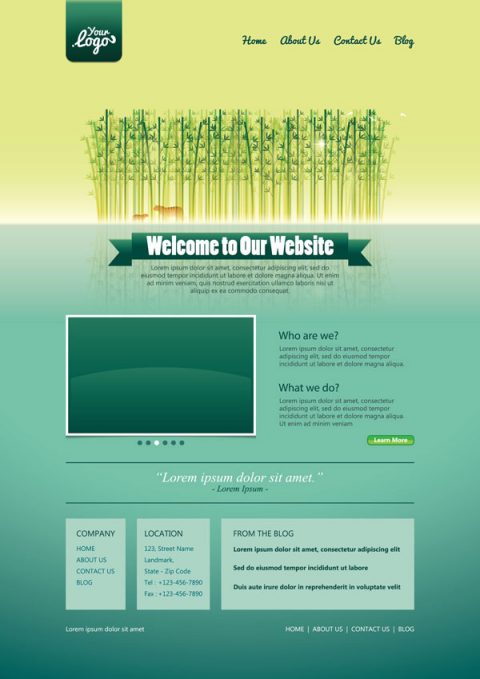 Your
Logo
Home About Us Contact Us Blog
Welcome to Our Website
Lorem ipsum dolor sit amet, consectetur adipiscing elit, sed do
eiusmod tempor incididunt ut labore et dolore magna aliqua. Ut
enim ad minim veniam, quis nostrud exercitation ullamco laboris nisi ut
aliquip ex ea commodo consequat.
Who are we?
Lorem ipsum dolor sit amet, consectetur
adipiscing elit, sed do eiusmod tempor
incididunt ut labore et dolore magna aliqua.
What we do?
Lorem ipsum dolor sit amet, consectetur
adipiscing elit, sed do eiusmod tempor
incididunt ut labore et dolore magna aliqua.
Ut enim ad minim veniam
Learn More
“Lorem ipsum dolor sit amet.”
- Lorem Ipsum -
COMPANY
HOME
ABOUT US
CONTACT US
BLOG
LOCATION
123, Street Name
Landmark,
State - Zip Code
Tel : +123-456-7890
Fax : +123-456-7890
FROM THE BLOG
Lorem ipsum dolor sit amet, consectetur adipiscing elit
Sed do eiusmod tempor incididunt ut labore
Duis aute irure dolor in reprehenderit in voluptate velit
Lorem ipsum dolor sit amet
HOME | ABOUT US | CONTACT US | BLOG